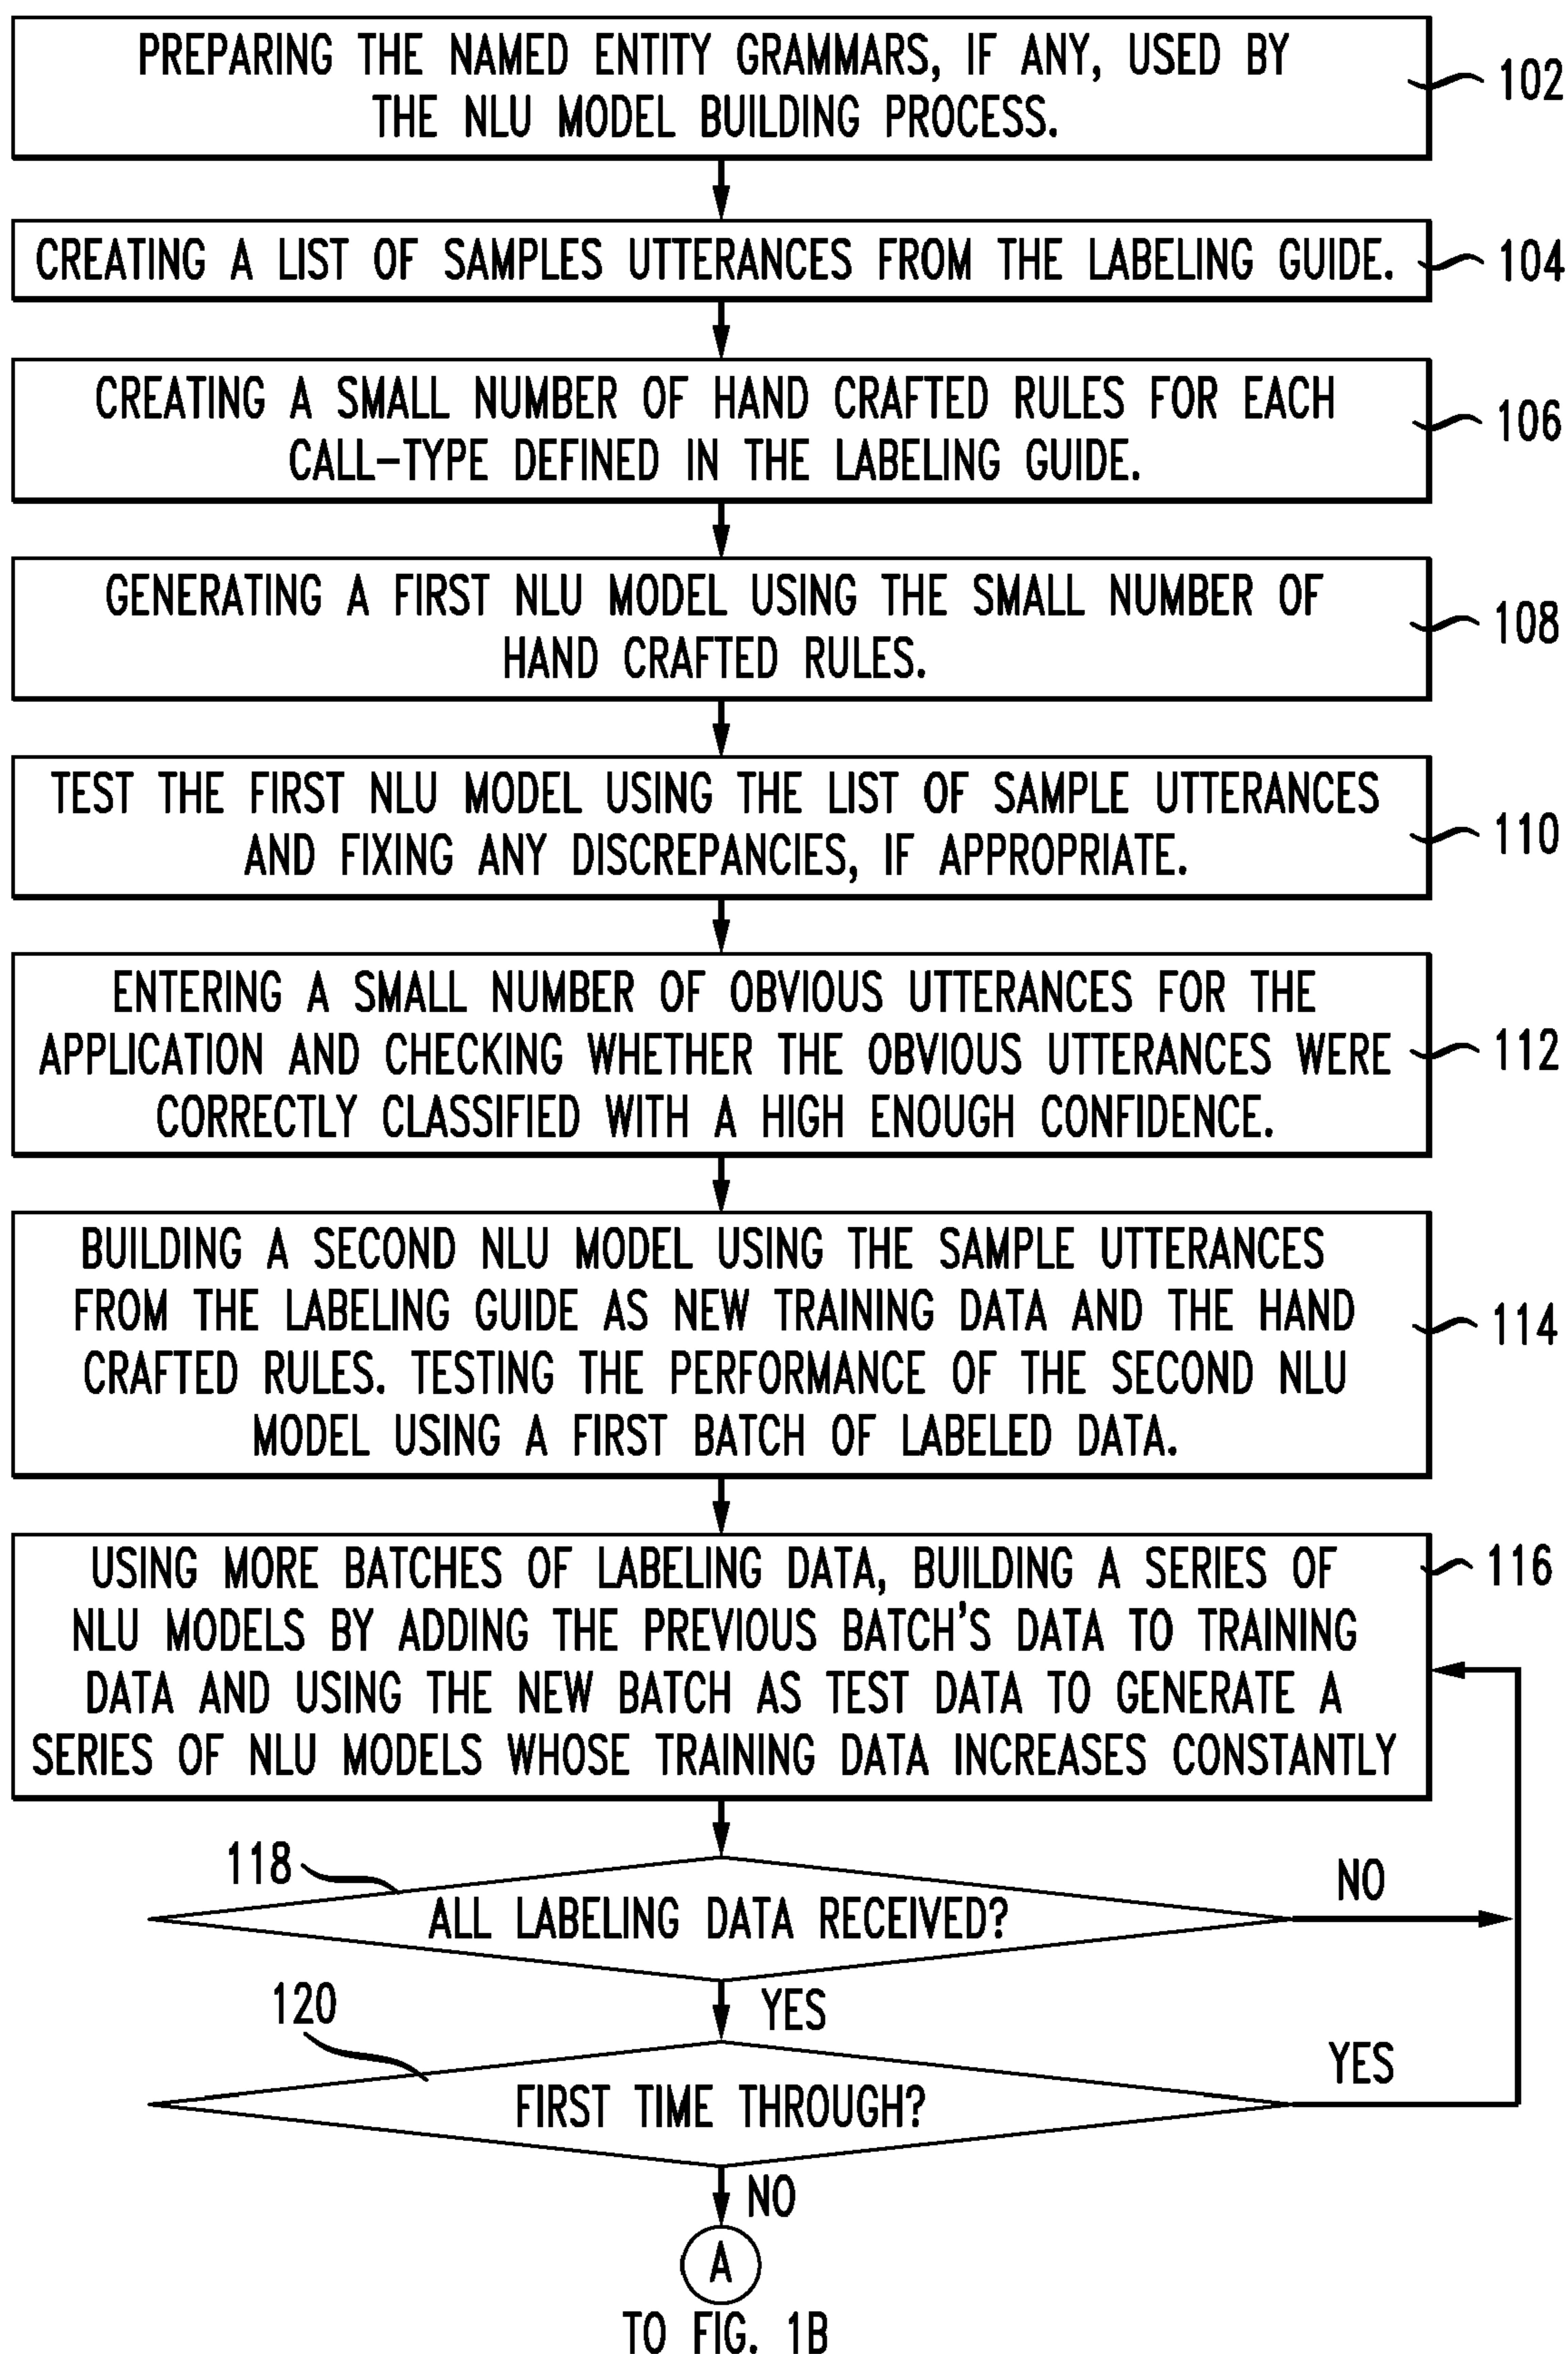 PREPARING THE NAMED ENTITY GRAMMARS, IF ANY, USED BY
THE NLU MODEL BUILDING PROCESS.
102
CREATING A LIST OF SAMPLES UTTERANCES FROM THE LABELING GUIDE.
104
CREATING A SMALL NUMBER OF HAND CRAFTED RULES FOR EACH
CALL-TYPE DEFINED IN THE LABELING GUIDE.
106
GENERATING A FIRST NLU MODEL USING THE SMALL NUMBER OF
HAND CRAFTED RULES.
108
TEST THE FIRST NLU MODEL USING THE LIST OF SAMPLE UTTERANCES
AND FIXING ANY DISCREPANCIES, IF APPROPRIATE.
110
ENTERING A SMALL NUMBER OF OBVIOUS UTTERANCES FOR THE
APPLICATION AND CHECKING WHETHER THE OBVIOUS UTTERANCES WERE
CORRECTLY CLASSIFIED WITH A HIGH ENOUGH CONFIDENCE.
112
BUILDING A SECOND NLU MODEL USING THE SAMPLE UTTERANCES
FROM THE LABELING GUIDE AS NEW TRAINING DATA AND THE HAND
CRAFTED RULES. TESTING THE PERFORMANCE OF THE SECOND NLU
MODEL USING A FIRST BATCH OF LABELED DATA.
114
USING MORE BATCHES OF LABELING DATA, BUILDING A SERIES OF
NLU MODELS BY ADDING THE PREVIOUS BATCH'S DATA TO TRAINING
DATA AND USING THE NEW BATCH AS TEST DATA TO GENERATE A
SERIES OF NLU MODELS WHOSE TRAINING DATA INCREASES CONSTANTLY
116
118
ALL LABELING DATA RECEIVED?
NO
YES
120
FIRST TIME THROUGH?
YES
NO
A
TO FIG. 1B